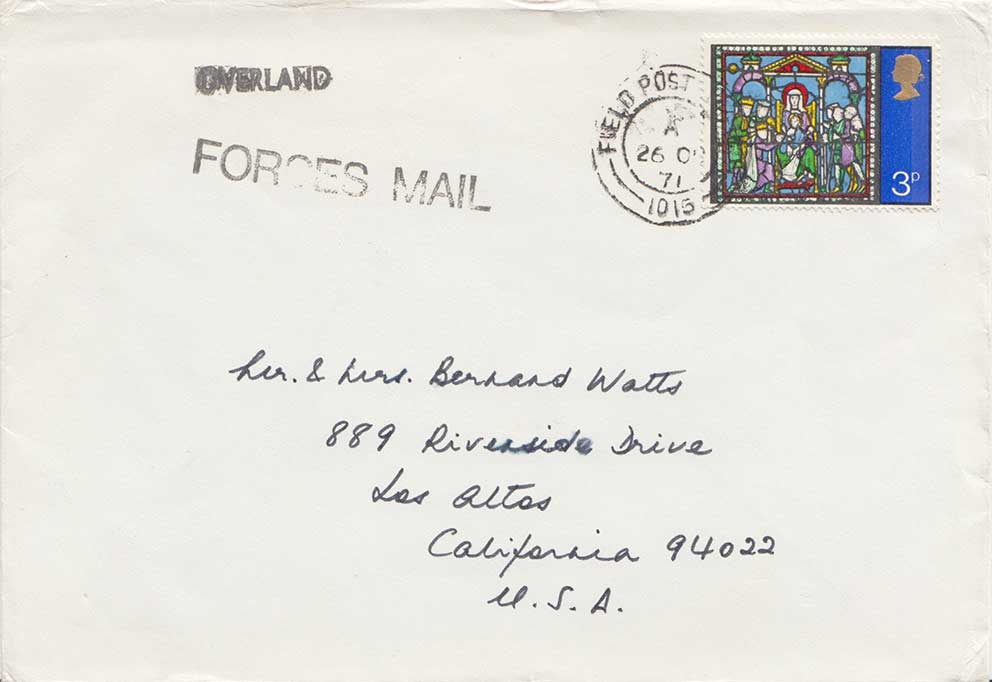 OVERLAND
FORCES MAIL
FIELD POST
A
26 OC
71
1015
3P
Mr. & Mrs. Bernard Watts
889 Riverside Drive
Los Altos
California 94022
U.S.A.